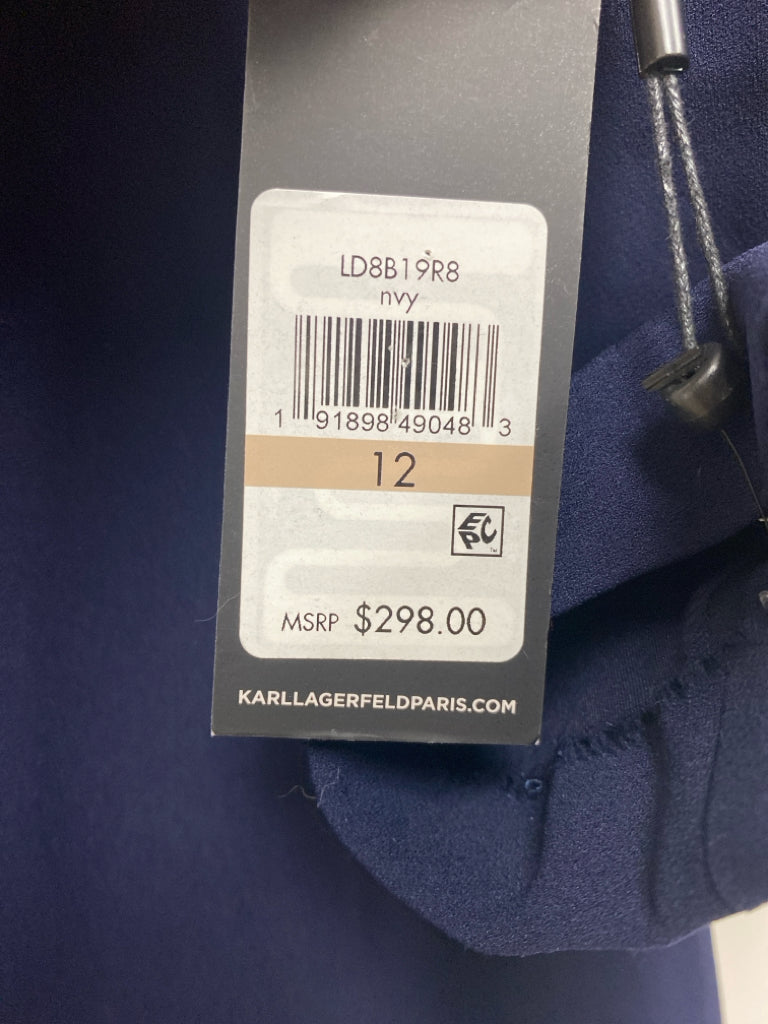 LD8B19R8
nvy
1 91898 49048 3
12
EPC
MSRP $298.00
KARLLAGERFELDPARIS.COM